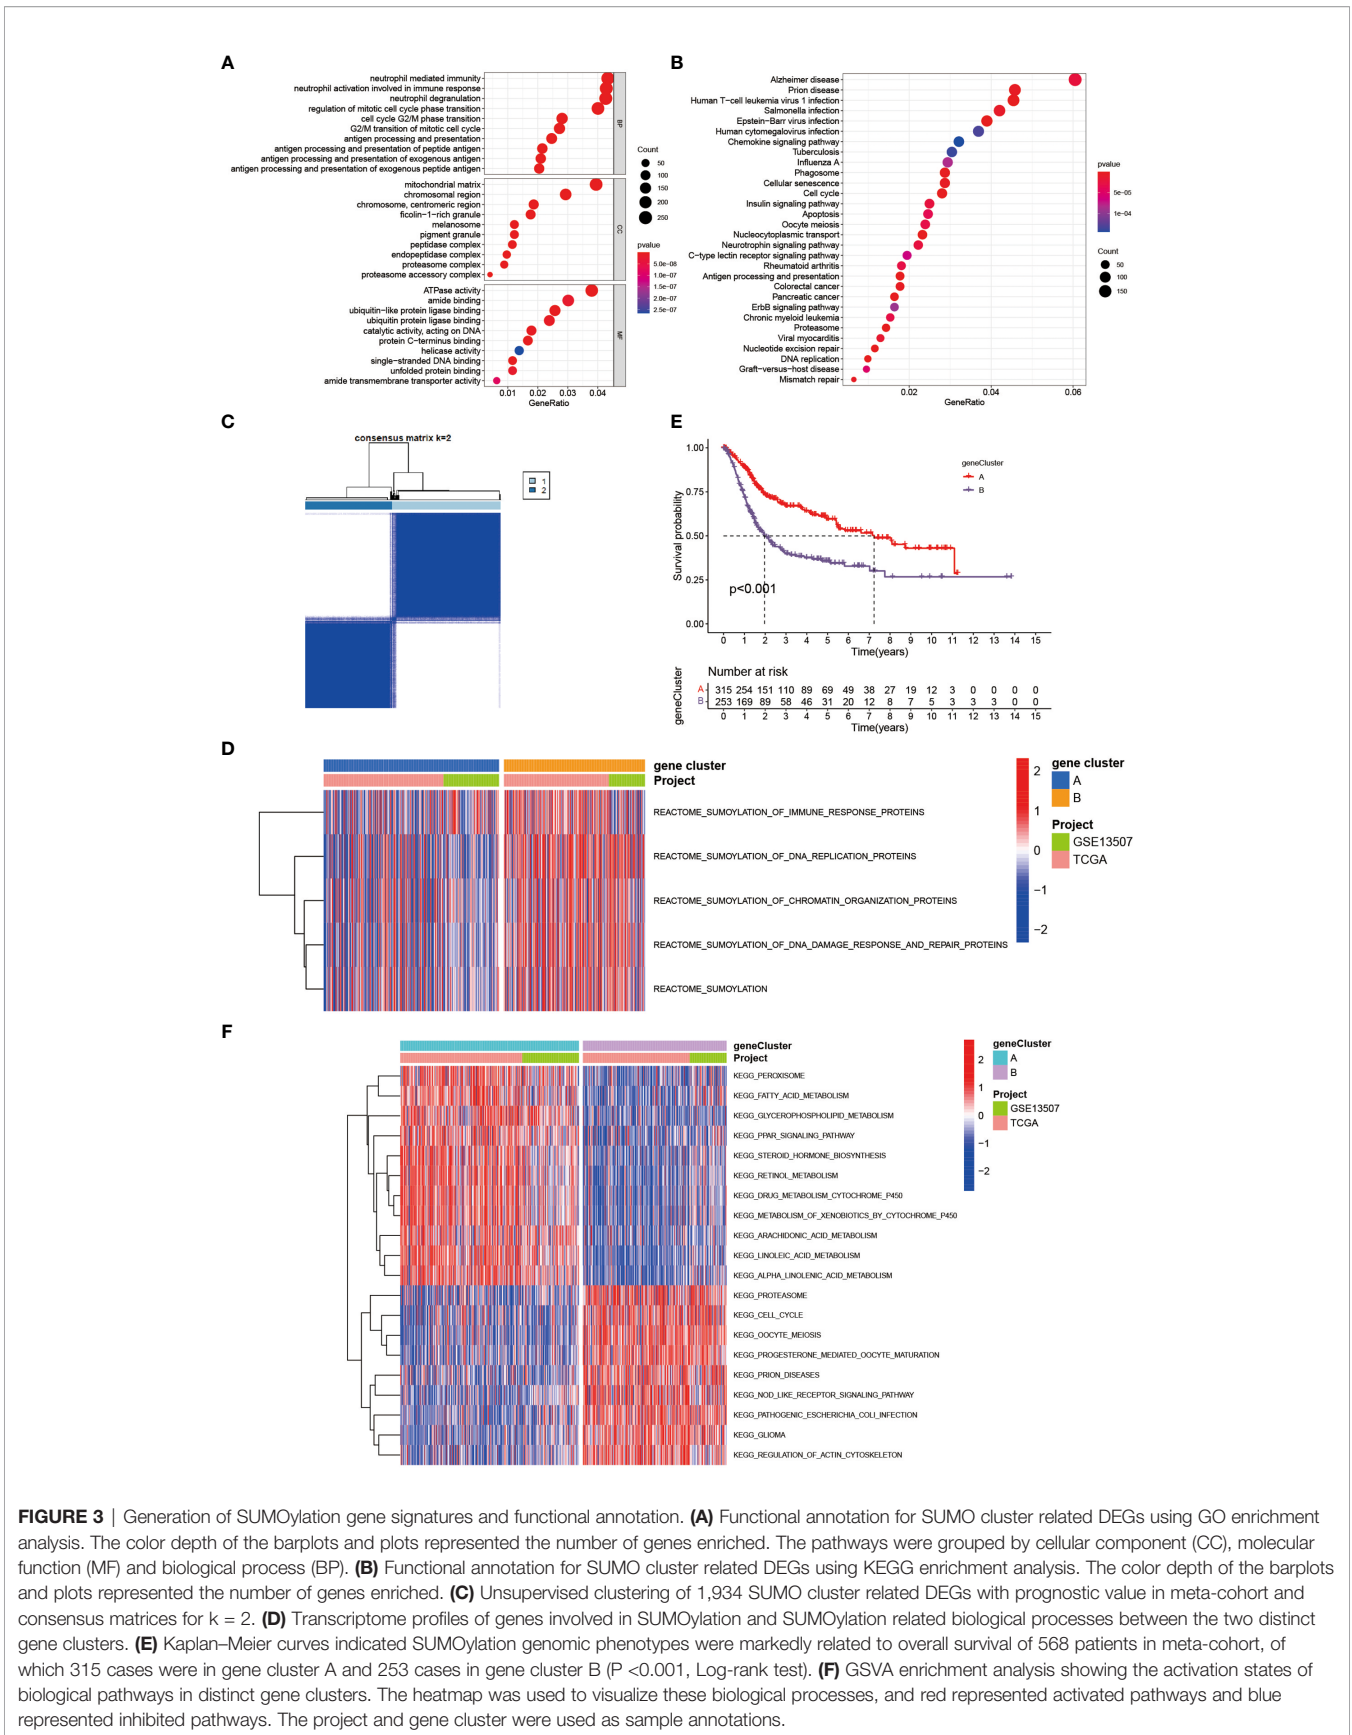 A
neutrophil mediated immunity
neutrophil activation involved in immune response
neutrophil degranulation
regulation of mitotic cell cycle phase transition
cell cycle G2/M phase transition
G2/M transition of mitotic cell cycle
antigen processing and presentation
antigen processing and presentation of peptide antigen
antigen processing and presentation of exogenous antigen
antigen processing and presentation of exogenous peptide antigen
BP
mitochondrial matrix
chromosomal region
chromosome, centromeric region
ficolin-1-rich granule
melanosome
pigment granule
peptidase complex
endopeptidase complex
proteasome complex
proteasome accessory complex
CC
ATPase activity
amide binding
ubiquitin-like protein ligase binding
ubiquitin protein ligase binding
catalytic activity, acting on DNA
protein C-terminus binding
helicase activity
single-stranded DNA binding
unfolded protein binding
amide transmembrane transporter activity
MF
0.01 0.02 0.03 0.04
GeneRatio
Count
50
100
150
200
250
pvalue
5.0e-08
1.0e-07
1.5e-07
2.0e-07
2.5e-07
B
Alzheimer disease
Prion disease
Human T-cell leukemia virus 1 infection
Salmonella infection
Epstein-Barr virus infection
Human cytomegalovirus infection
Chemokine signaling pathway
Tuberculosis
Influenza A
Phagosome
Cellular senescence
Cell cycle
Insulin signaling pathway
Apoptosis
Oocyte meiosis
Nucleocytoplasmic transport
Neurotrophin signaling pathway
C-type lectin receptor signaling pathway
Rheumatoid arthritis
Antigen processing and presentation
Colorectal cancer
Pancreatic cancer
ErbB signaling pathway
Chronic myeloid leukemia
Proteasome
Viral myocarditis
Nucleotide excision repair
DNA replication
Graft-versus-host disease
Mismatch repair
0.02 0.04 0.06
GeneRatio
pvalue
5e-05
1e-04
Count
50
100
150
C
consensus matrix k=2
1
2
E
1.00
0.75
0.50
0.25
0.00
Survival probability
geneCluster
A
B
p<0.001
0 1 2 3 4 5 6 7 8 9 10 11 12 13 14 15
Time(years)
Number at risk
geneCluster
A 315 254 151 110 89 69 49 38 27 19 12 3 0 0 0 0
B 253 169 89 58 46 31 20 12 8 7 5 3 3 3 0 0
0 1 2 3 4 5 6 7 8 9 10 11 12 13 14 15
Time(years)
D
gene cluster
Project
REACTOME_SUMOYLATION_OF_IMMUNE_RESPONSE_PROTEINS
REACTOME_SUMOYLATION_OF_DNA_REPLICATION_PROTEINS
REACTOME_SUMOYLATION_OF_CHROMATIN_ORGANIZATION_PROTEINS
REACTOME_SUMOYLATION_OF_DNA_DAMAGE_RESPONSE_AND_REPAIR_PROTEINS
REACTOME_SUMOYLATION
2
1
0
-1
-2
gene cluster
A
B
Project
GSE13507
TCGA
F
geneCluster
Project
KEGG_PEROXISOME
KEGG_FATTY_ACID_METABOLISM
KEGG_GLYCEROPHOSPHOLIPID_METABOLISM
KEGG_PPAR_SIGNALING_PATHWAY
KEGG_STEROID_HORMONE_BIOSYNTHESIS
KEGG_RETINOL_METABOLISM
KEGG_DRUG_METABOLISM_CYTOCHROME_P450
KEGG_METABOLISM_OF_XENOBIOTICS_BY_CYTOCHROME_P450
KEGG_ARACHIDONIC_ACID_METABOLISM
KEGG_LINOLEIC_ACID_METABOLISM
KEGG_ALPHA_LINOLENIC_ACID_METABOLISM
KEGG_PROTEASOME
KEGG_CELL_CYCLE
KEGG_OOCYTE_MEIOSIS
KEGG_PROGESTERONE_MEDIATED_OOCYTE_MATURATION
KEGG_PRION_DISEASES
KEGG_NOD_LIKE_RECEPTOR_SIGNALING_PATHWAY
KEGG_PATHOGENIC_ESCHERICHIA_COLI_INFECTION
KEGG_GLIOMA
KEGG_REGULATION_OF_ACTIN_CYTOSKELETON
2
1
0
-1
-2
geneCluster
A
B
Project
GSE13507
TCGA
FIGURE 3 | Generation of SUMOylation gene signatures and functional annotation. (A) Functional annotation for SUMO cluster related DEGs using GO enrichment
analysis. The color depth of the barplots and plots represented the number of genes enriched. The pathways were grouped by cellular component (CC), molecular
function (MF) and biological process (BP). (B) Functional annotation for SUMO cluster related DEGs using KEGG enrichment analysis. The color depth of the barplots
and plots represented the number of genes enriched. (C) Unsupervised clustering of 1,934 SUMO cluster related DEGs with prognostic value in meta-cohort and
consensus matrices for k = 2. (D) Transcriptome profiles of genes involved in SUMOylation and SUMOylation related biological processes between the two distinct
gene clusters. (E) Kaplan–Meier curves indicated SUMOylation genomic phenotypes were markedly related to overall survival of 568 patients in meta-cohort, of
which 315 cases were in gene cluster A and 253 cases in gene cluster B (P <0.001, Log-rank test). (F) GSVA enrichment analysis showing the activation states of
biological pathways in distinct gene clusters. The heatmap was used to visualize these biological processes, and red represented activated pathways and blue
represented inhibited pathways. The project and gene cluster were used as sample annotations.